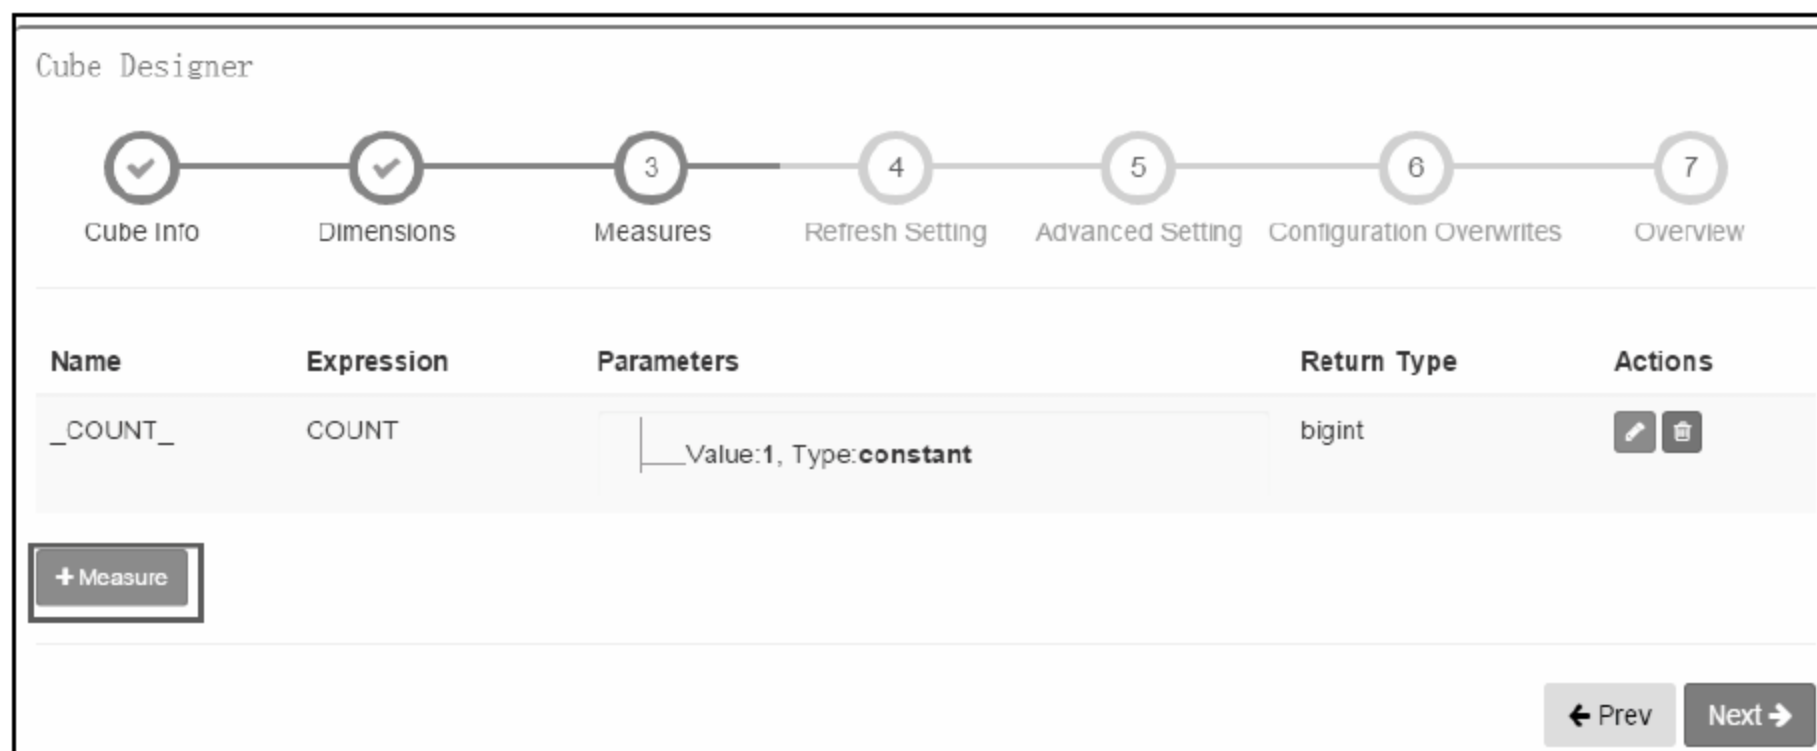 Cube Designer
3 4 5 6 7
Cube Info Dimensions Measures Refresh Setting Advanced Setting Configuration Overwrites Overview
Name Expression Parameters Return Type Actions
_COUNT_ COUNT bigint
Value:1, Type:constant
+ Measure
← Prev Next →